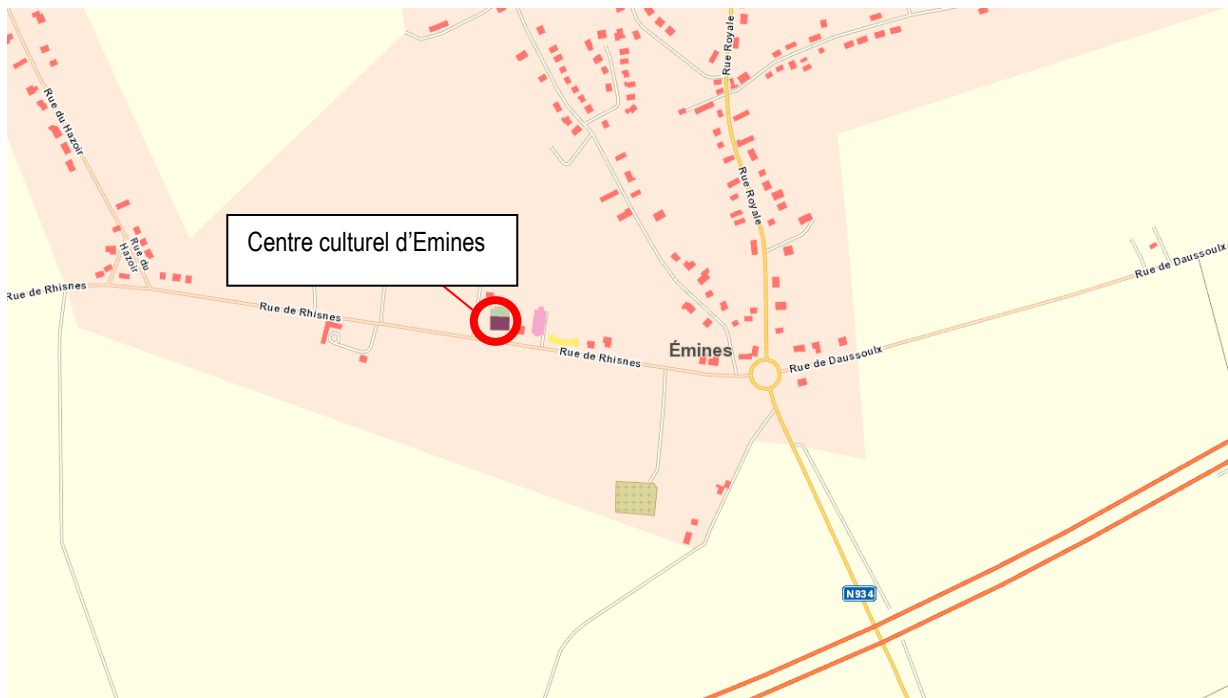 Rue Royale
Rue du Hazoir
Rue Royale
Centre culturel d'Emines
Rue du
Hazoir
Rue de Daussoulx
Rue de Rhisnes
Rue de Rhisnes
Émines
Rue de Rhisnes
Rue de Daussoulx
N934